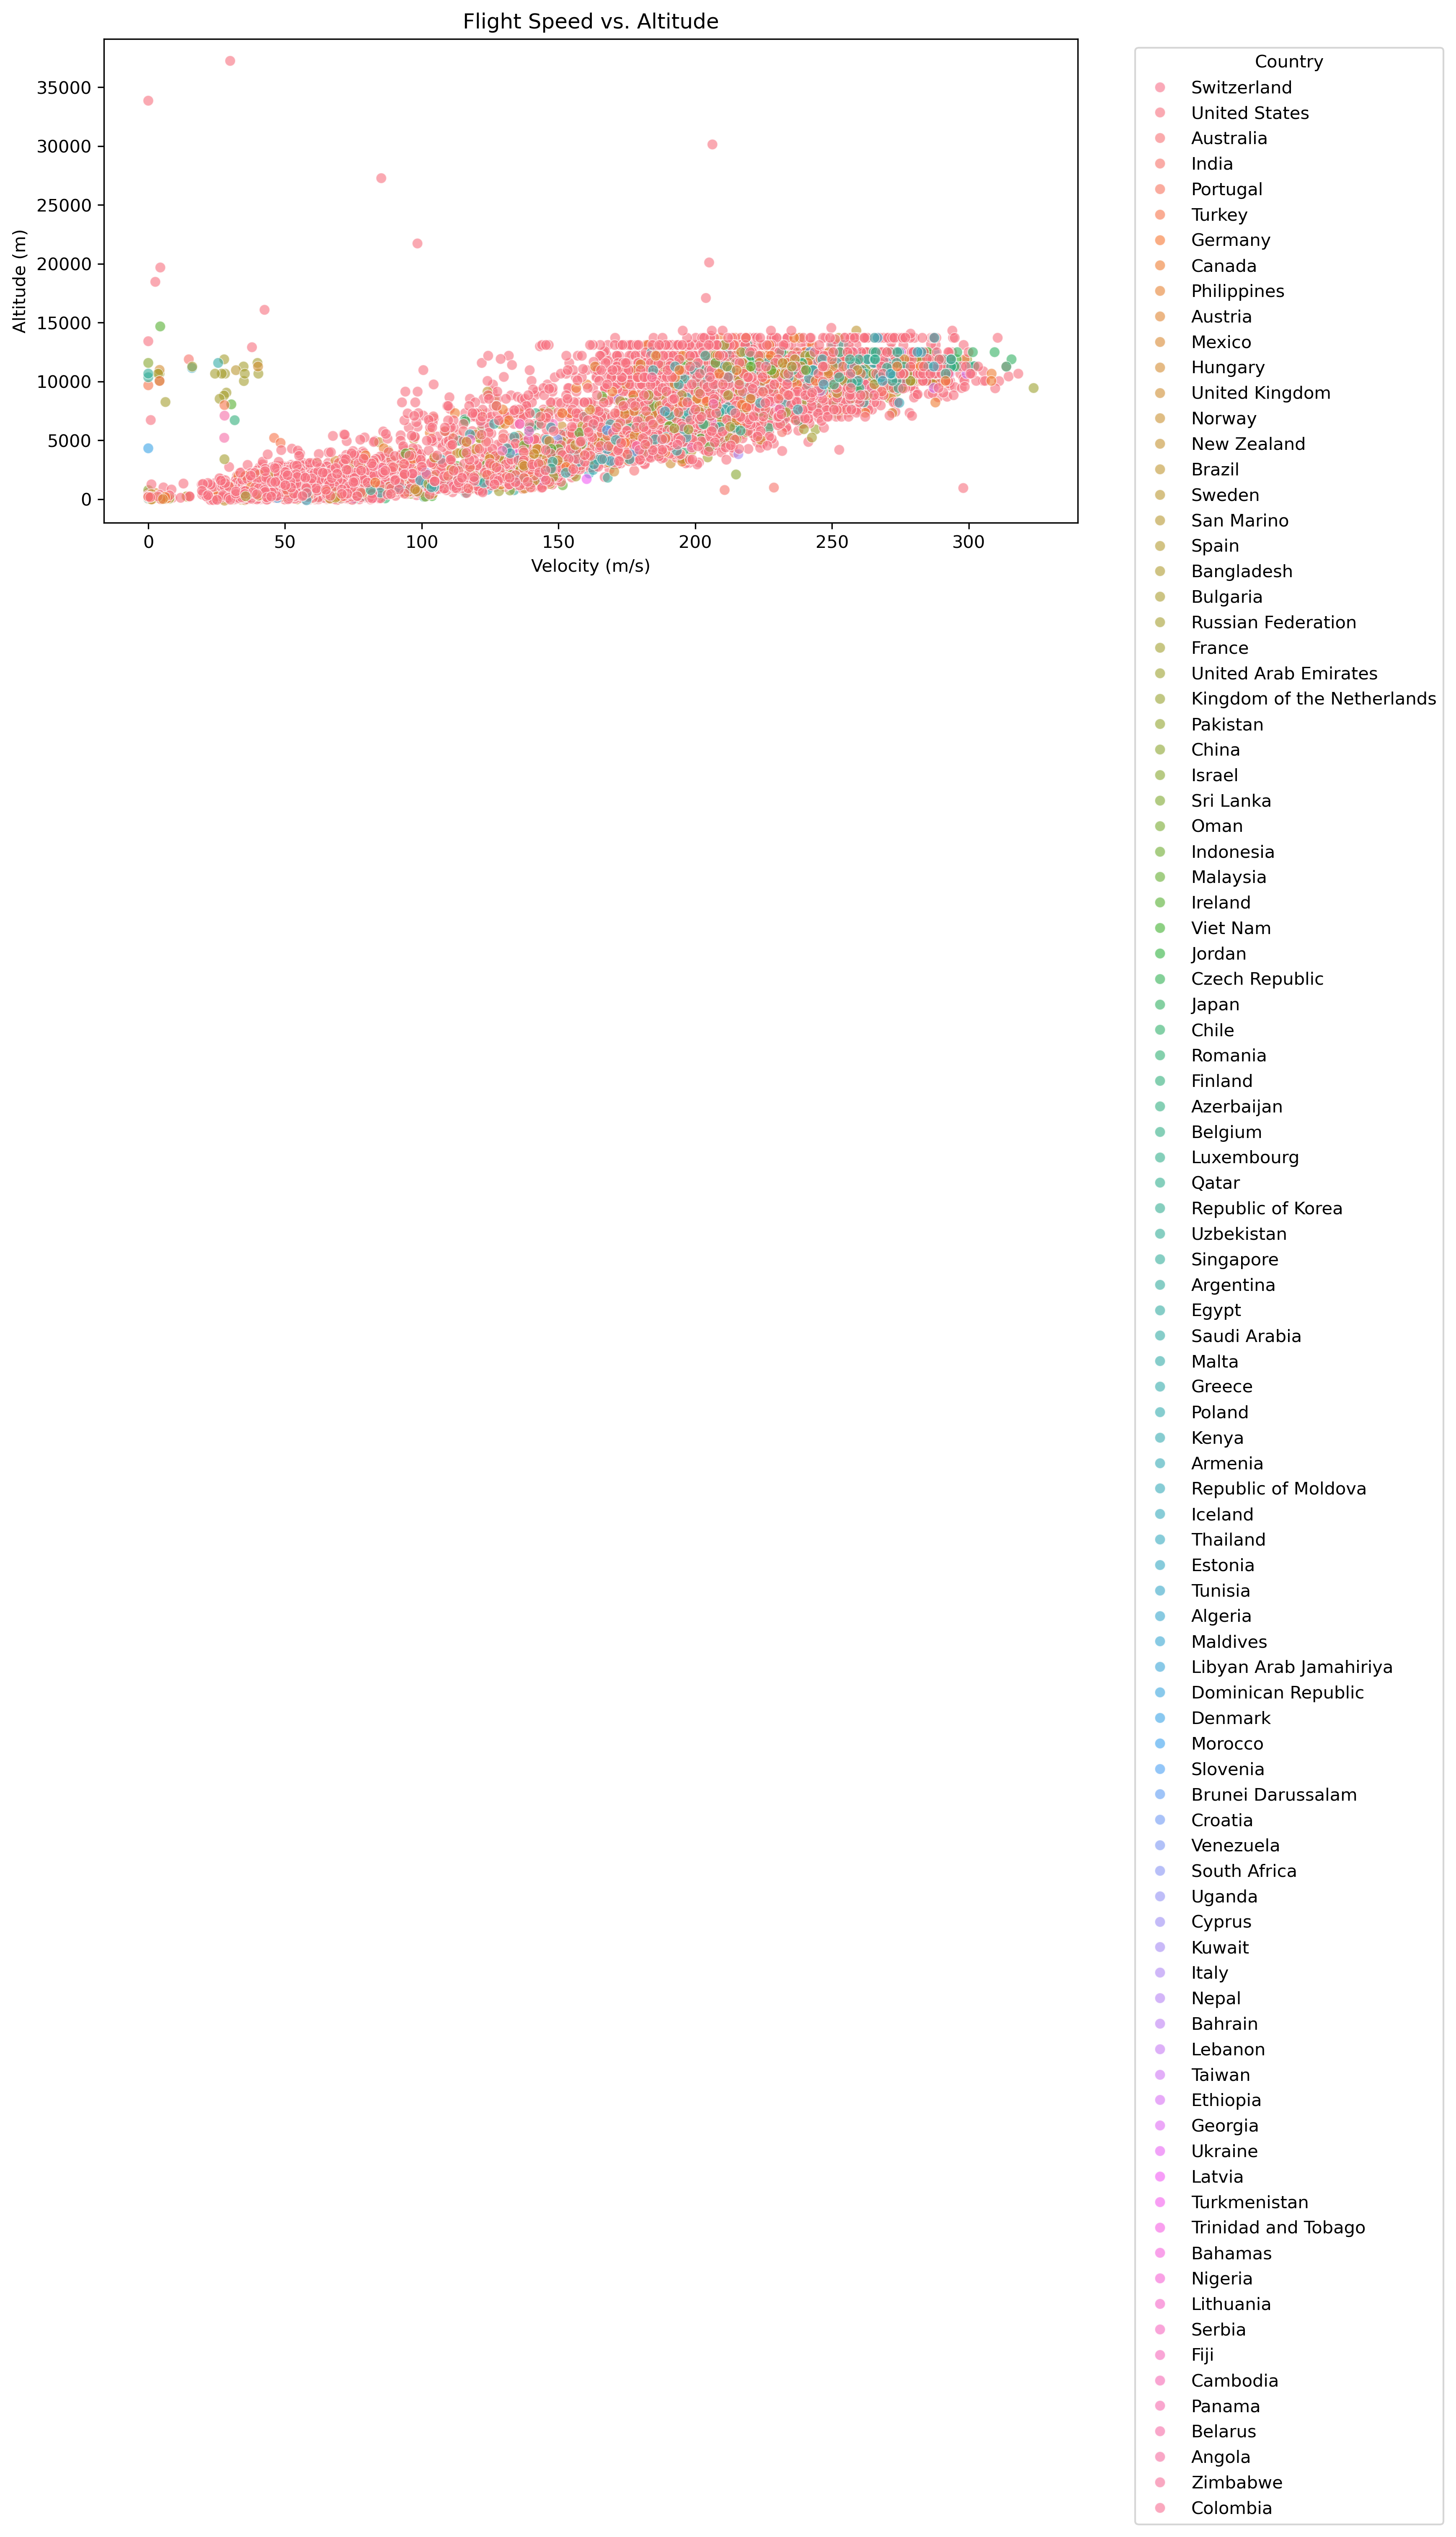 Flight Speed vs. Altitude
35000
30000
25000
20000
15000
10000
5000
0
Altitude (m)
0 50 100 150 200 250 300
Velocity (m/s)
Country
Switzerland
United States
Australia
India
Portugal
Turkey
Germany
Canada
Philippines
Austria
Mexico
Hungary
United Kingdom
Norway
New Zealand
Brazil
Sweden
San Marino
Spain
Bangladesh
Bulgaria
Russian Federation
France
United Arab Emirates
Kingdom of the Netherlands
Pakistan
China
Israel
Sri Lanka
Oman
Indonesia
Malaysia
Ireland
Viet Nam
Jordan
Czech Republic
Japan
Chile
Romania
Finland
Azerbaijan
Belgium
Luxembourg
Qatar
Republic of Korea
Uzbekistan
Singapore
Argentina
Egypt
Saudi Arabia
Malta
Greece
Poland
Kenya
Armenia
Republic of Moldova
Iceland
Thailand
Estonia
Tunisia
Algeria
Maldives
Libyan Arab Jamahiriya
Dominican Republic
Denmark
Morocco
Slovenia
Brunei Darussalam
Croatia
Venezuela
South Africa
Uganda
Cyprus
Kuwait
Italy
Nepal
Bahrain
Lebanon
Taiwan
Ethiopia
Georgia
Ukraine
Latvia
Turkmenistan
Trinidad and Tobago
Bahamas
Nigeria
Lithuania
Serbia
Fiji
Cambodia
Panama
Belarus
Angola
Zimbabwe
Colombia